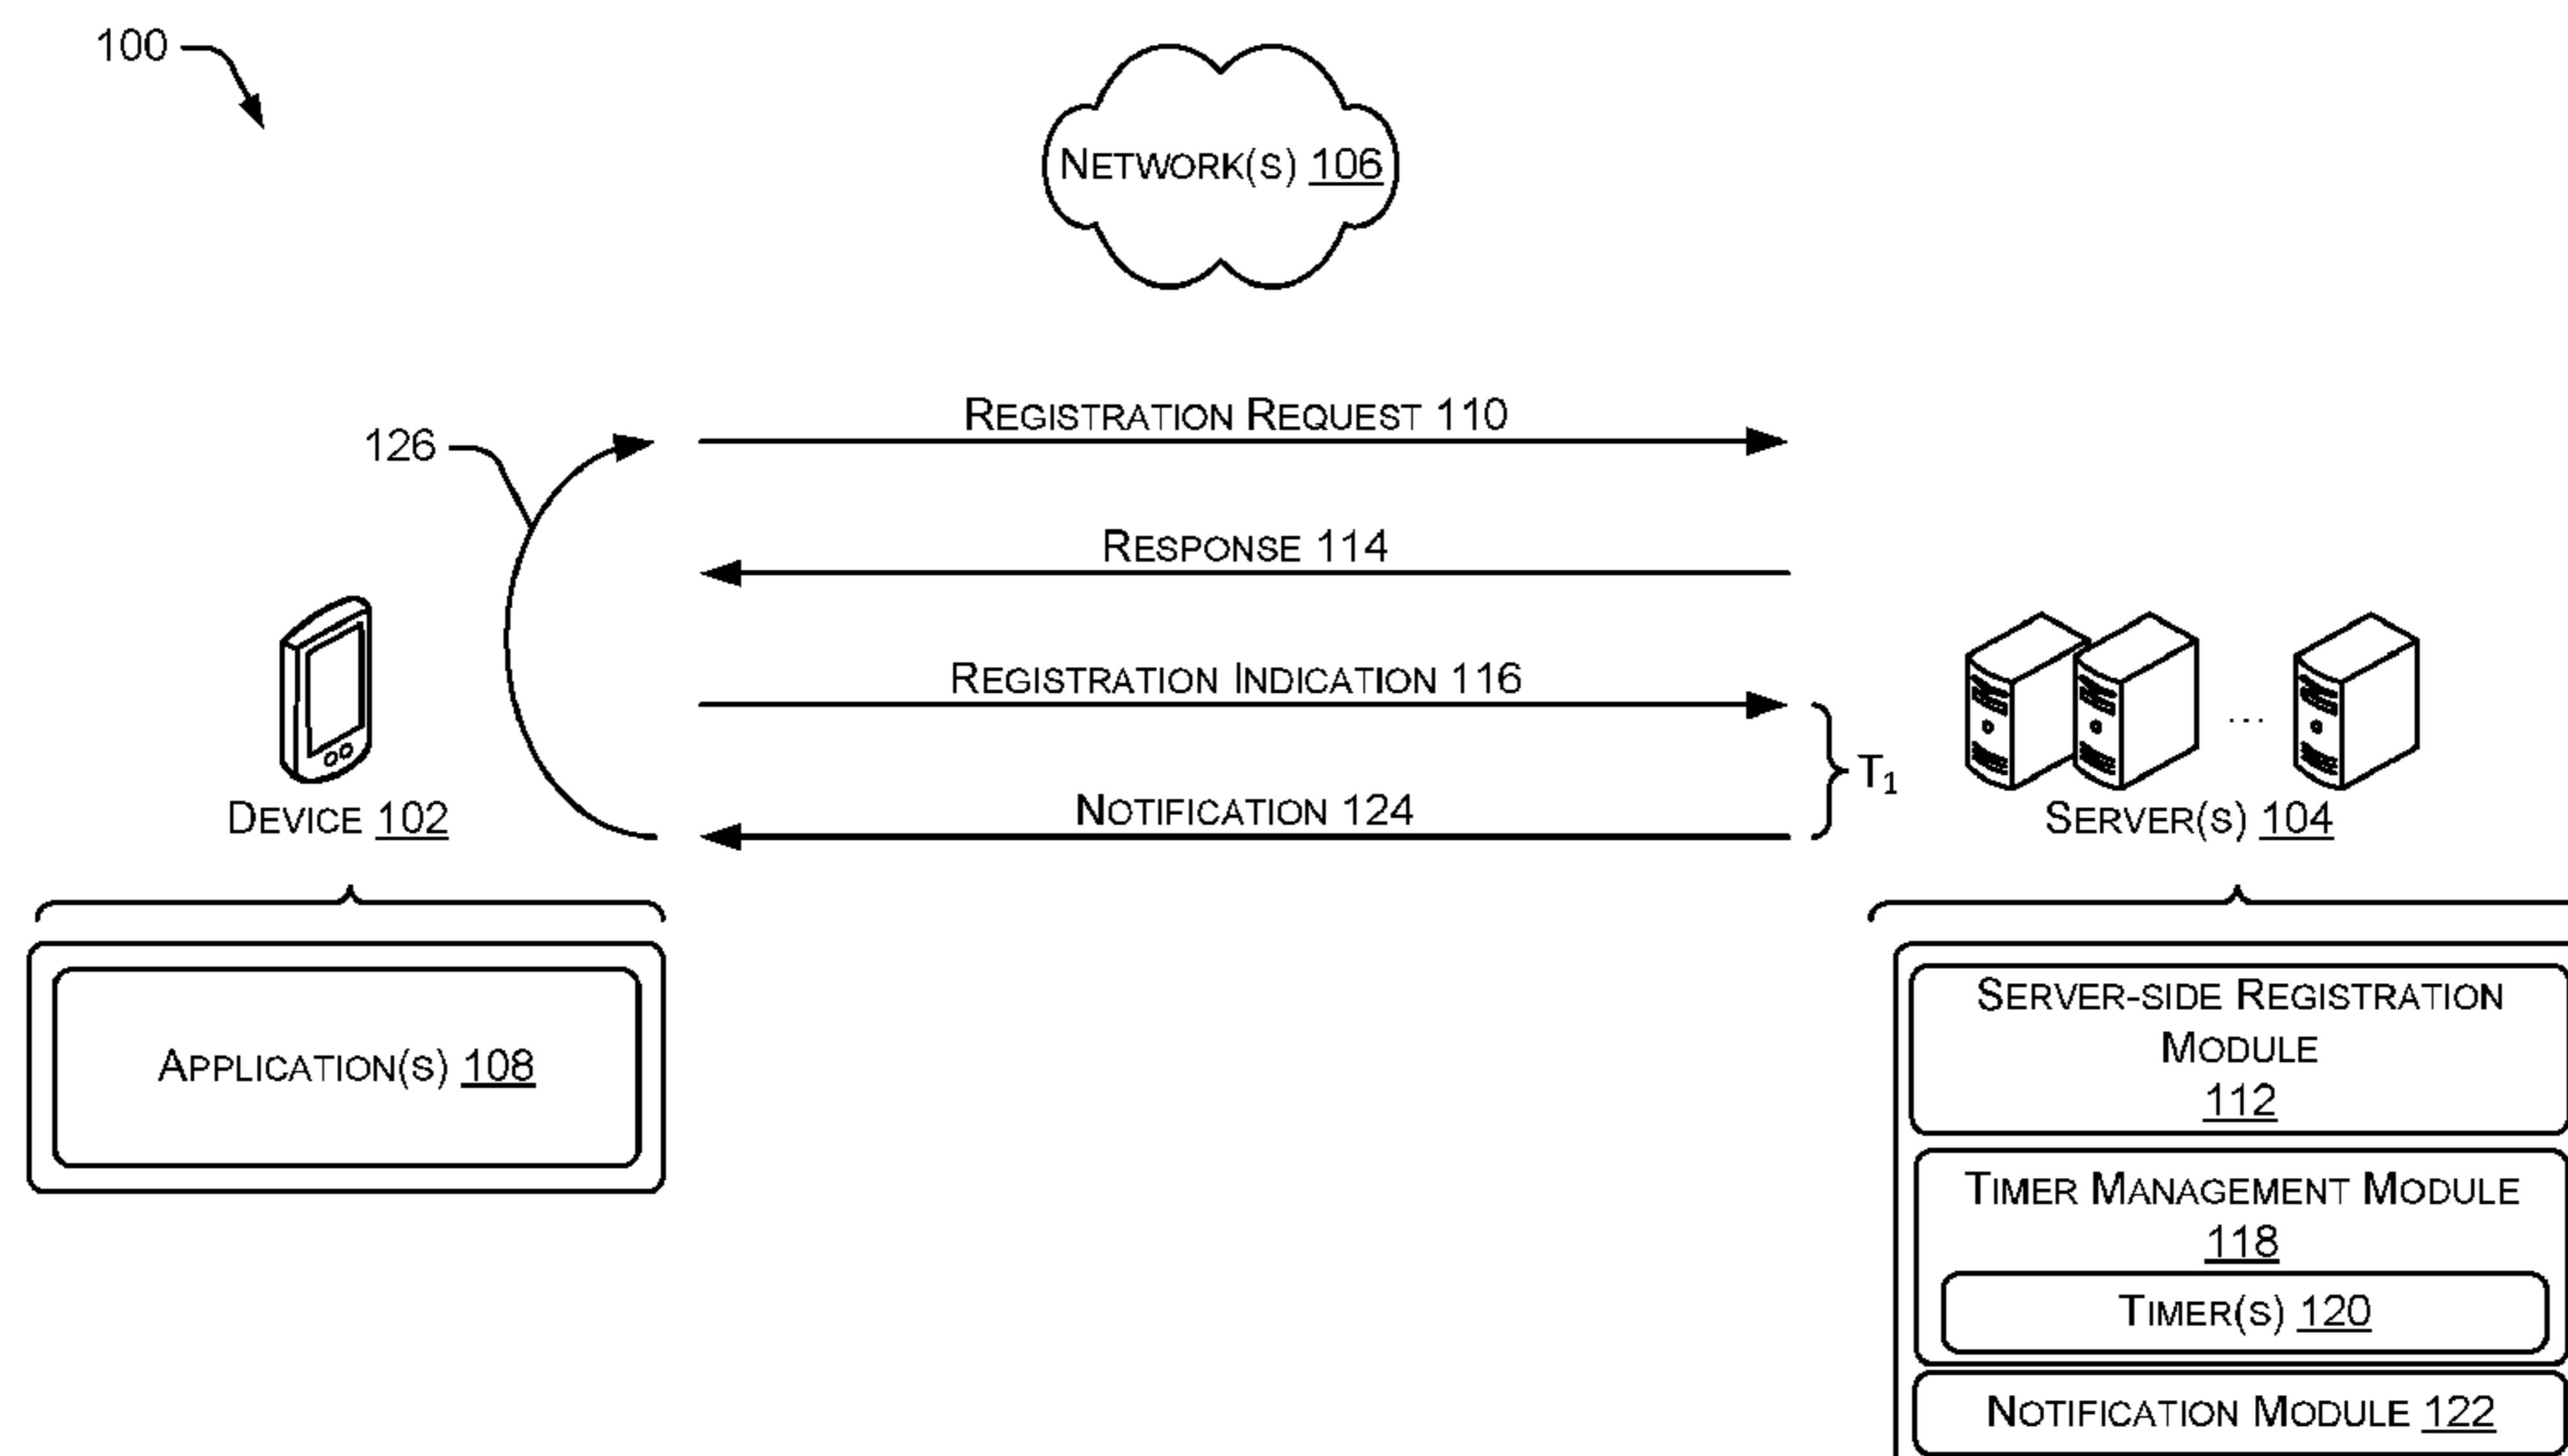 100
NETWORK(S) 106
REGISTRATION REQUEST 110
126
RESPONSE 114
REGISTRATION INDICATION 116
T1
NOTIFICATION 124
DEVICE 102
SERVER(S) 104
...
APPLICATION(S) 108
SERVER-SIDE REGISTRATION
MODULE
112
TIMER MANAGEMENT MODULE
118
TIMER(S) 120
NOTIFICATION MODULE 122